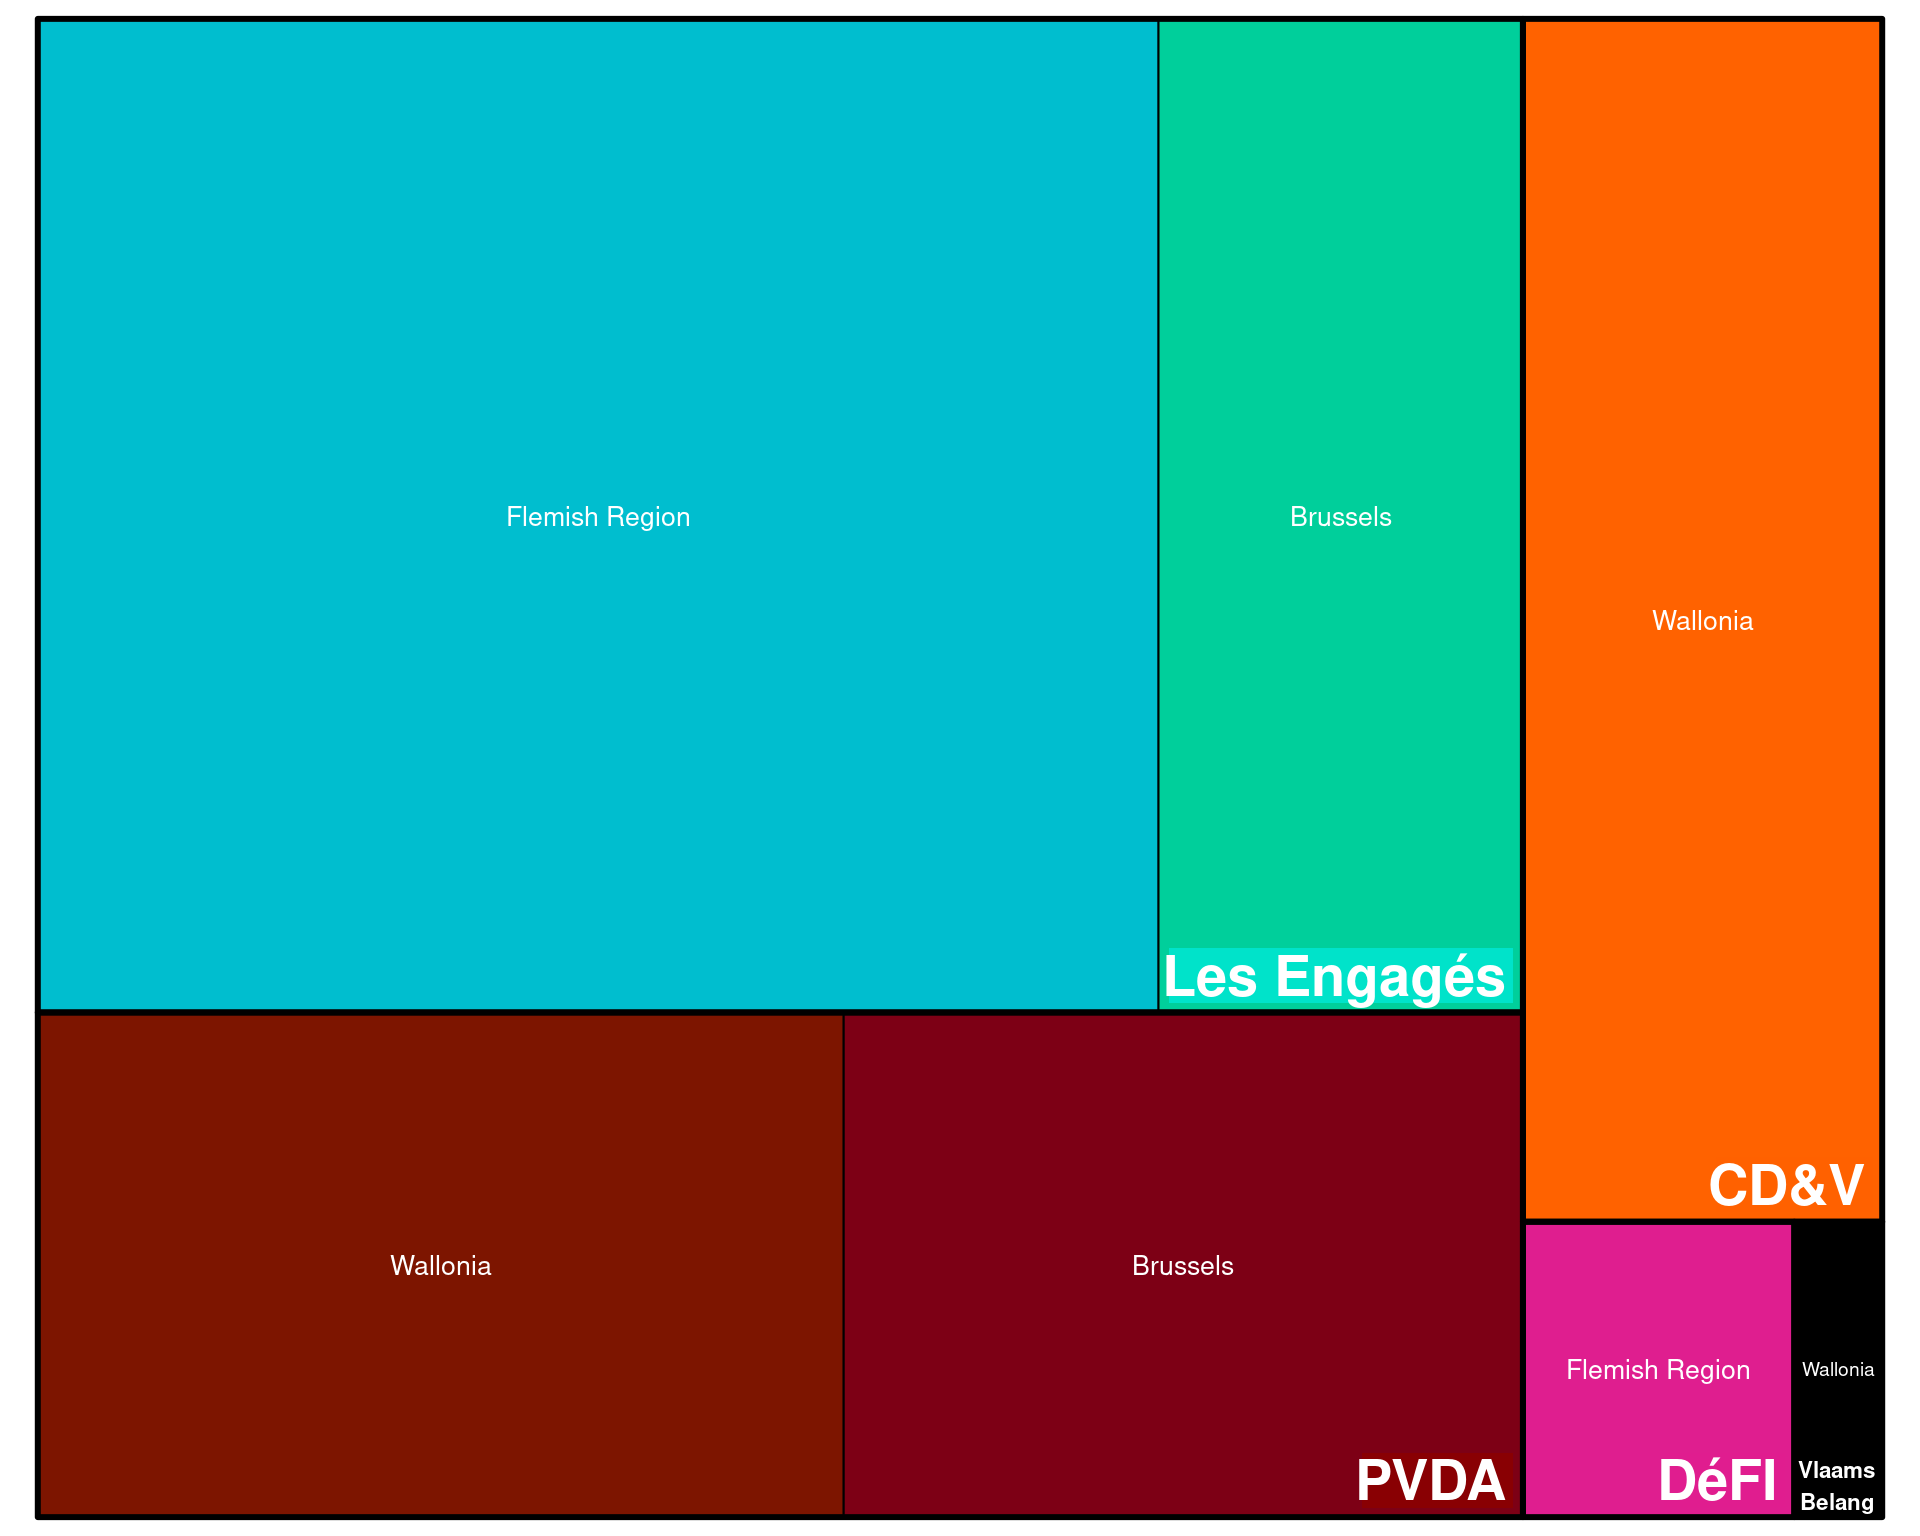 Flemish Region
Brussels
Les Engagés
Wallonia
CD&V
Wallonia
Brussels
PVDA
Flemish Region
DéFI
Wallonia
Vlaams
Belang